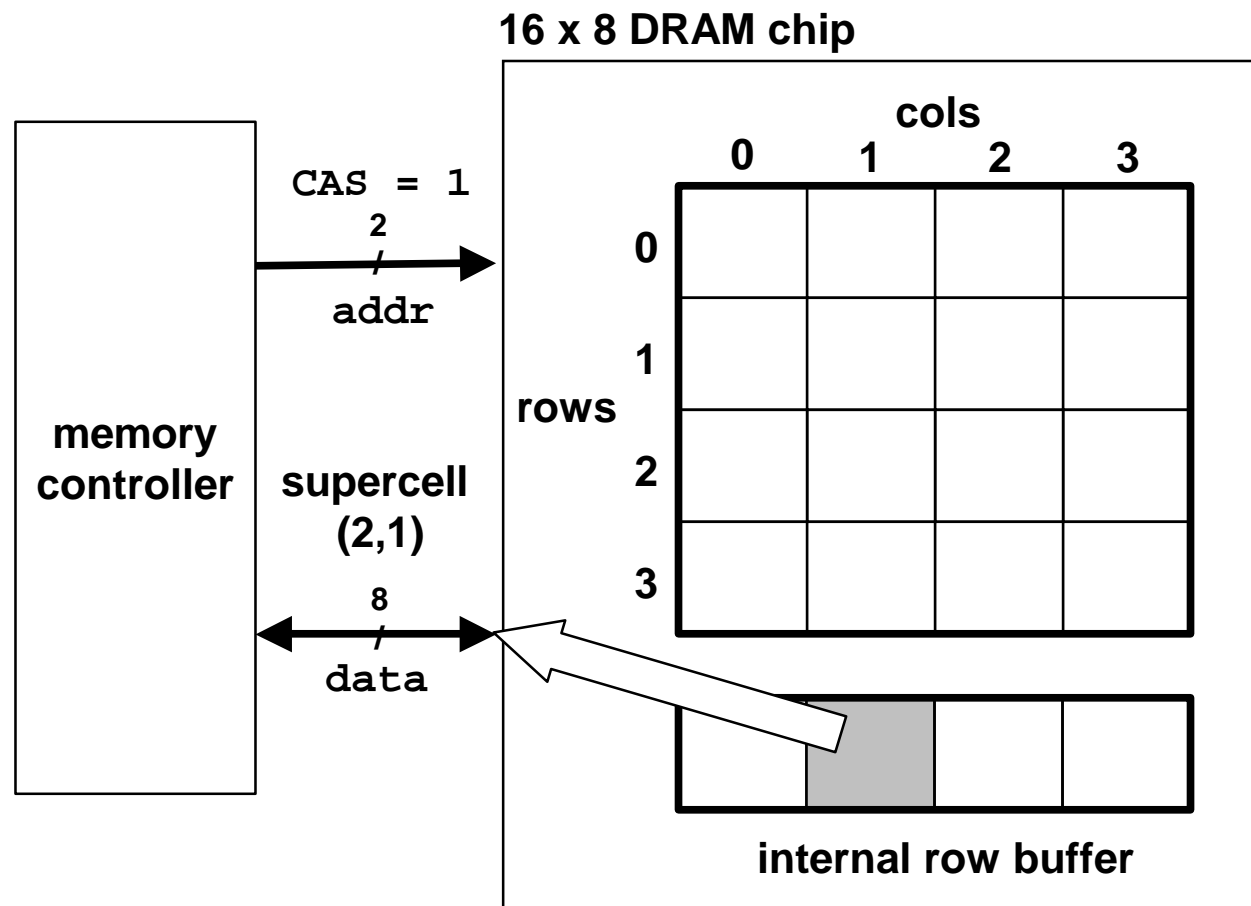 16 x 8 DRAM chip
cols
0 1 2 3
CAS = 1
2
/
addr
0
1
rows
2
3
memory
controller
supercell
(2,1)
8
/
data
internal row buffer